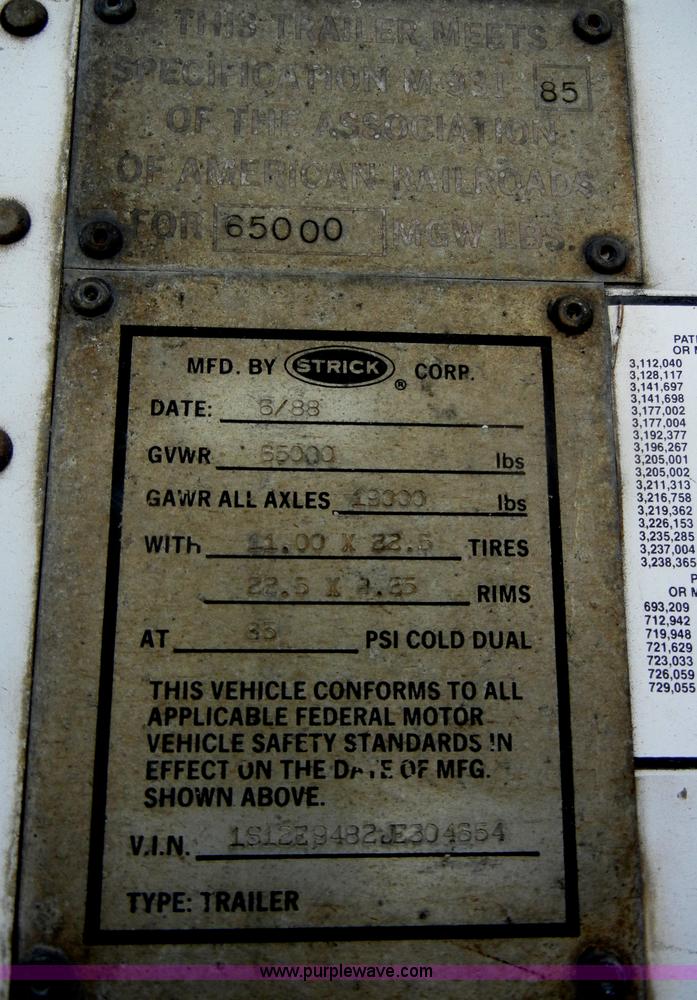 THIS TRAILER MEETS
SPECIFICATION M-931- 85
OF THE ASSOCIATION
OF AMERICAN RAILROADS
FOR 65000 MGW LBS.
MFD. BY STRICK ® CORP.
DATE: /88
GVWR 65000 lbs
GAWR ALL AXLES lbs
WITH 11.00 X 22.5 TIRES
22.5 X RIMS
AT PSI COLD DUAL
THIS VEHICLE CONFORMS TO ALL
APPLICABLE FEDERAL MOTOR
VEHICLE SAFETY STANDARDS IN
EFFECT ON THE DATE OF MFG.
SHOWN ABOVE.
V.I.N.
TYPE: TRAILER
OR
3,112,040
3,128,117
3,141,697
3,141,698
3,177,002
3,177,004
3,192,377
3,196,267
3,205,001
3,205,002
3,211,313
3,216,758
3,219,362
3,226,153
3,235,285
3,237,004
3,238,365
OR
693,209
712,942
719,948
721,629
723,033
726,059
729,055
www.purplewave.com